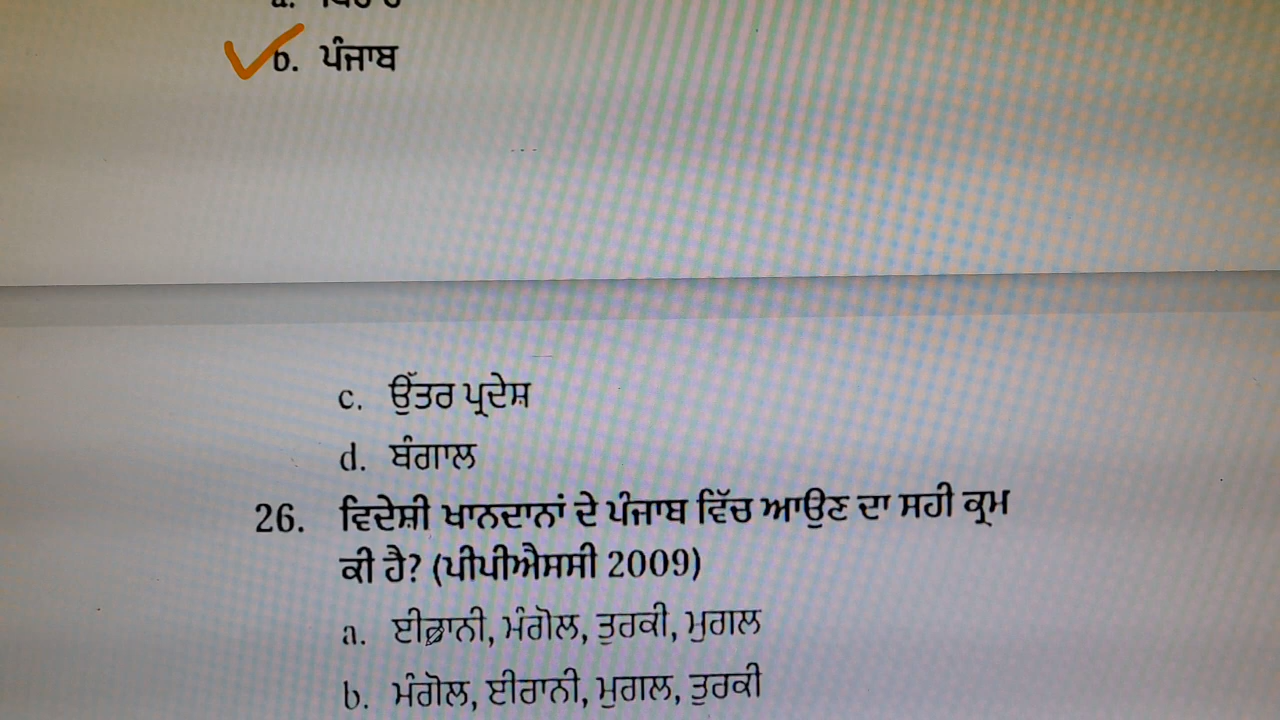 b. ਪੰਜਾਬ
c. ਉੱਤਰ ਪ੍ਰਦੇਸ਼
d. ਬੰਗਾਲ
26. ਵਿਦੇਸ਼ੀ ਖਾਨਦਾਨਾਂ ਦੇ ਪੰਜਾਬ ਵਿੱਚ ਆਉਣ ਦਾ ਸਹੀ ਕ੍ਰਮ
ਕੀ ਹੈ? (ਪੀਪੀਐਸਸੀ 2009)
a. ਈਰਾਨੀ, ਮੰਗੋਲ, ਤੁਰਕੀ, ਮੁਗਲ
b. ਮੰਗੋਲ, ਈਰਾਨੀ, ਮੁਗਲ, ਤੁਰਕੀ